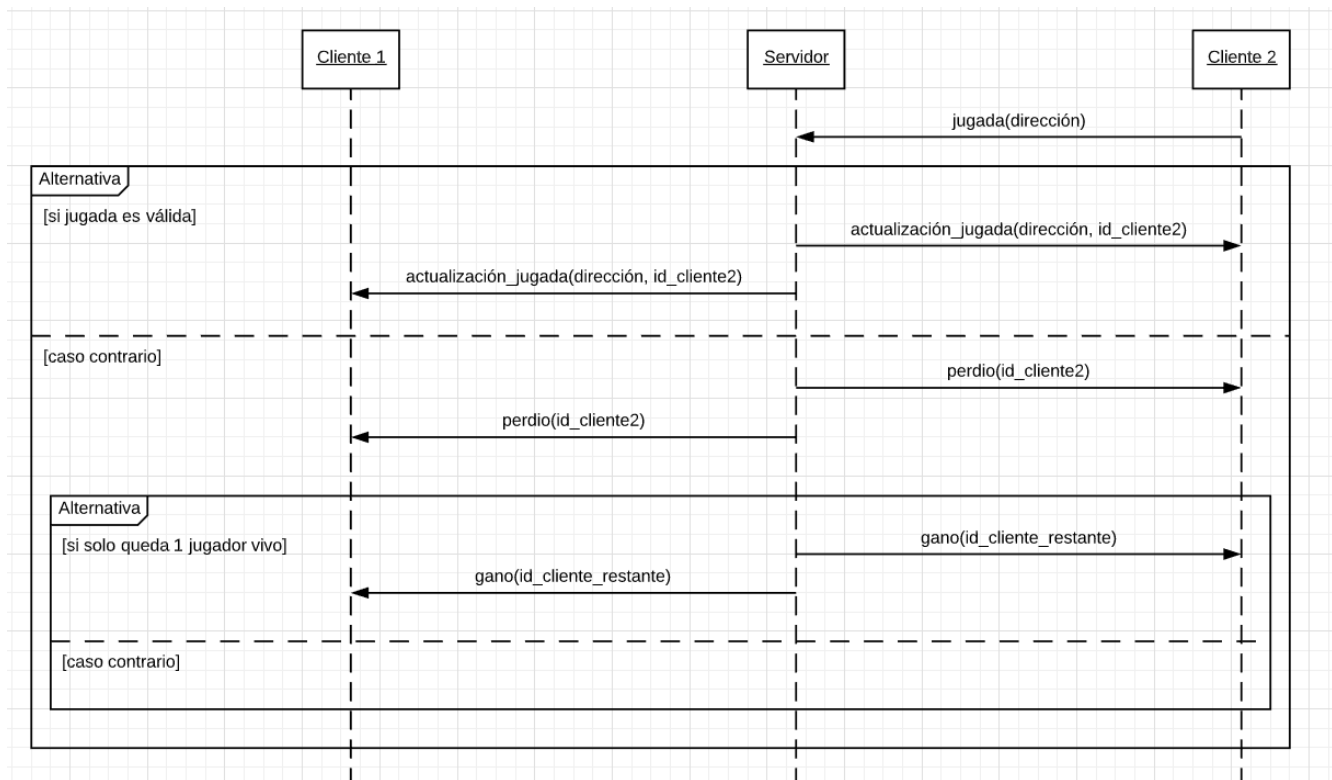 Cliente 1
Servidor
Cliente 2
jugada(dirección)
Alternativa
[si jugada es válida]
actualización_jugada(dirección, id_cliente2)
actualización_jugada(dirección, id_cliente2)
[caso contrario]
perdio(id_cliente2)
perdio(id_cliente2)
Alternativa
[si solo queda 1 jugador vivo]
gano(id_cliente_restante)
gano(id_cliente_restante)
[caso contrario]